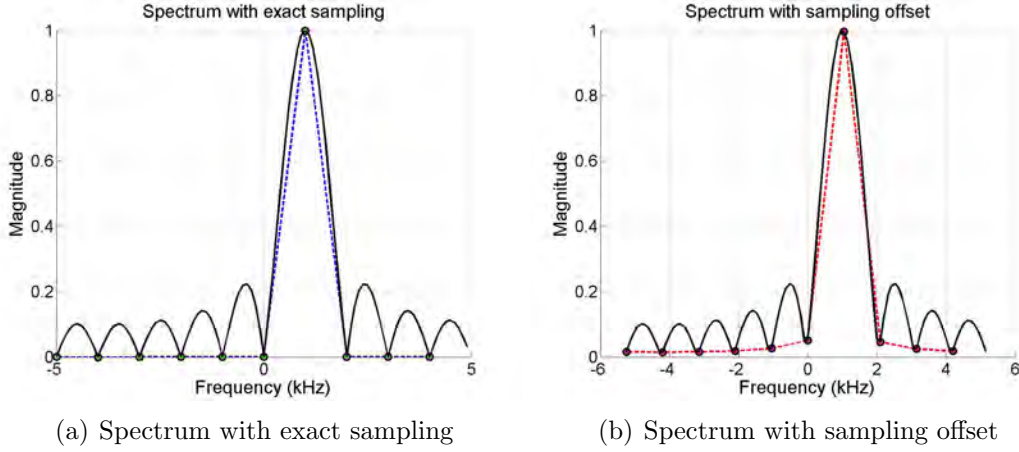 Spectrum with exact sampling
1
0.8
0.6
0.4
0.2
0
Magnitude
-5
0
5
Frequency (kHz)
(a) Spectrum with exact sampling
Spectrum with sampling offset
1
0.8
0.6
0.4
0.2
0
Magnitude
-6
-4
-2
0
2
4
6
Frequency (kHz)
(b) Spectrum with sampling offset